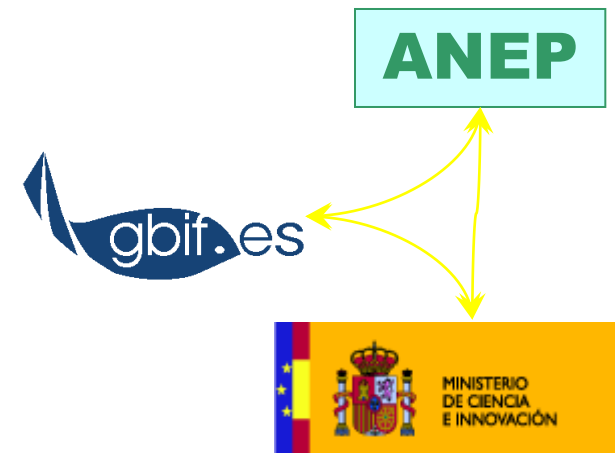 ANEP
gbif.es
MINISTERIO
DE CIENCIA
E INNOVACIÓN